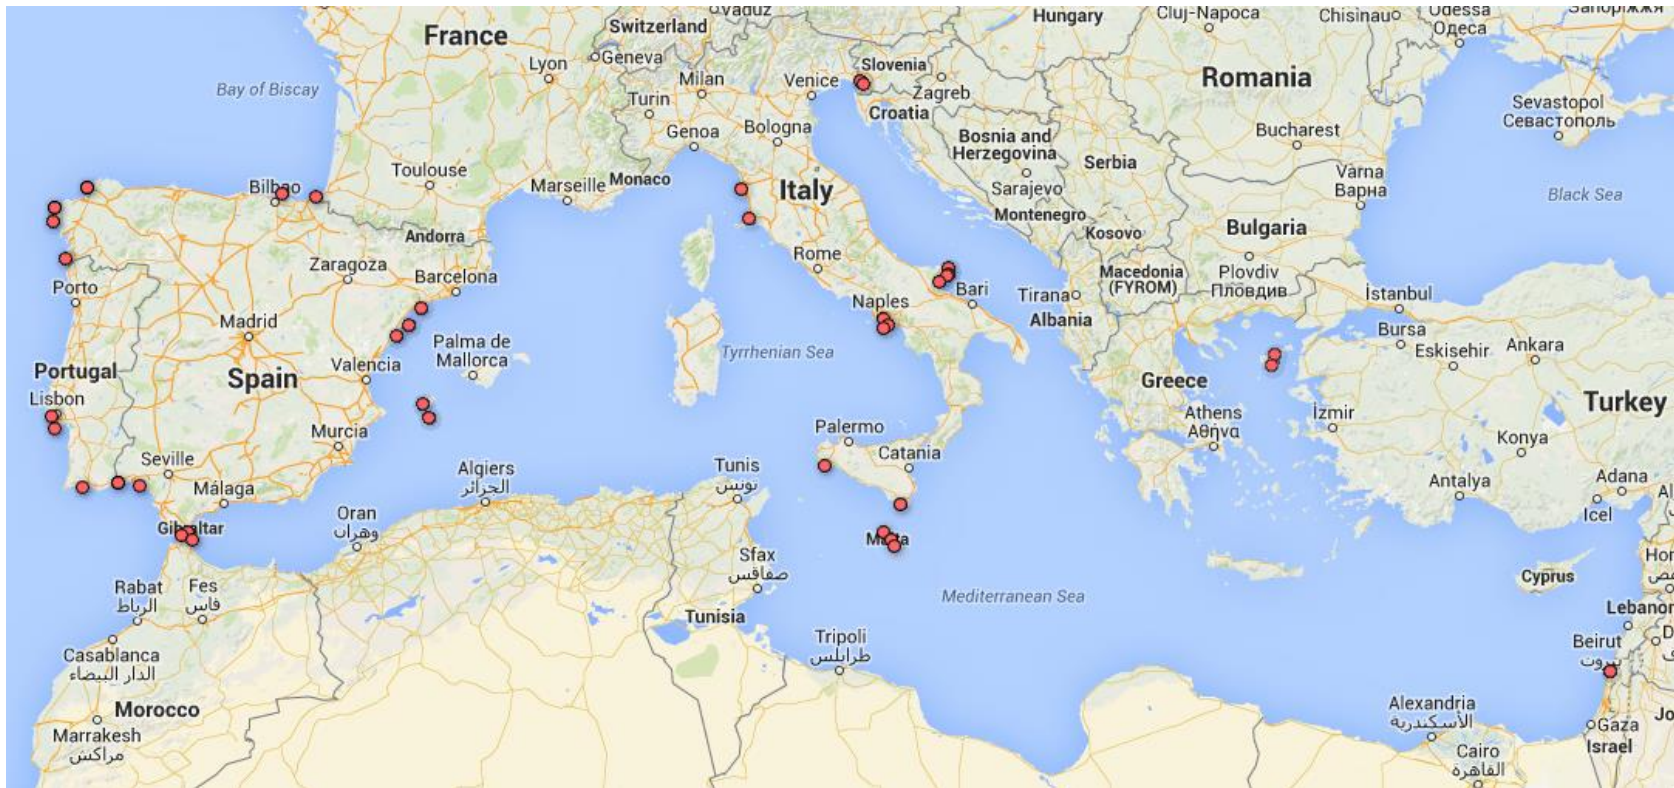 Vaduz
Hungary
Cluj-Napoca
Chisinau
Odessa
Одеса
Запоріжжя
France
Switzerland
Geneva
Slovenia
Lyon
Milan
Venice
Zagreb
Romania
Bay of Biscay
Turin
Croatia
Sevastopol
Севастополь
Genoa
Bologna
Bosnia and
Herzegovina
Serbia
Bucharest
Toulouse
Marseille
Monaco
Italy
Sarajevo
Varna
Варна
Black Sea
Bilbao
Montenegro
Kosovo
Bulgaria
Andorra
Zaragoza
Barcelona
Rome
Macedonia
(FYROM)
Plovdiv
Пловдив
Porto
Bari
Tirana
Albania
İstanbul
Naples
Madrid
Palma de
Mallorca
Tyrrhenian Sea
Bursa
Eskisehir
Ankara
Portugal
Spain
Valencia
Greece
Lisbon
Athens
Αθήνα
İzmir
Turkey
Murcia
Palermo
Konya
Seville
Catania
Algiers
الجزائر
Tunis
تونس
Antalya
Adana
Málaga
Icel
Gibraltar
Oran
وهران
Malta
Sfax
صفاقس
Cyprus
Rabat
الرباط
Fes
فاس
Mediterranean Sea
Tunisia
Lebanon
Tripoli
طرابلس
Beirut
بيروت
Casablanca
الدار البيضاء
Morocco
Alexandria
الأسكندرية
Gaza
Israel
Marrakesh
مراكش
Cairo
القاهرة